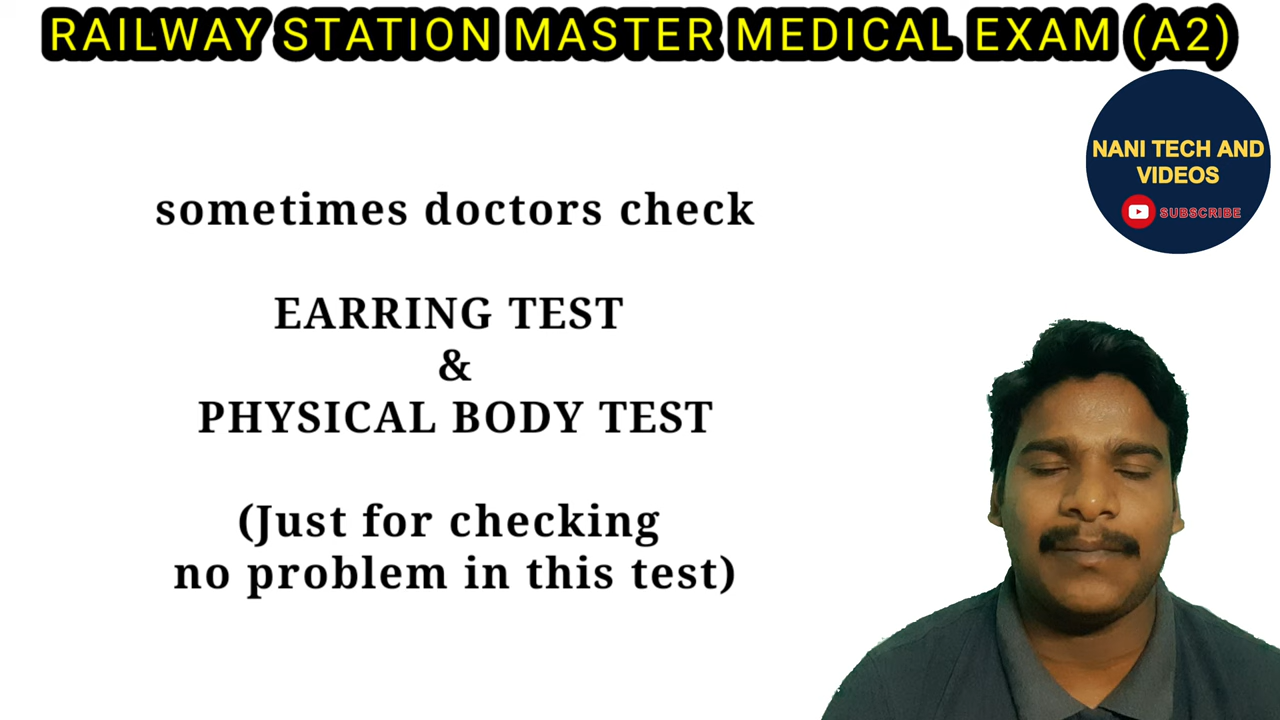 RAILWAY STATION MASTER MEDICAL EXAM (A2)
NANI TECH AND
VIDEOS
SUBSCRIBE
sometimes doctors check
EARRING TEST
&
PHYSICAL BODY TEST
(Just for checking
no problem in this test)